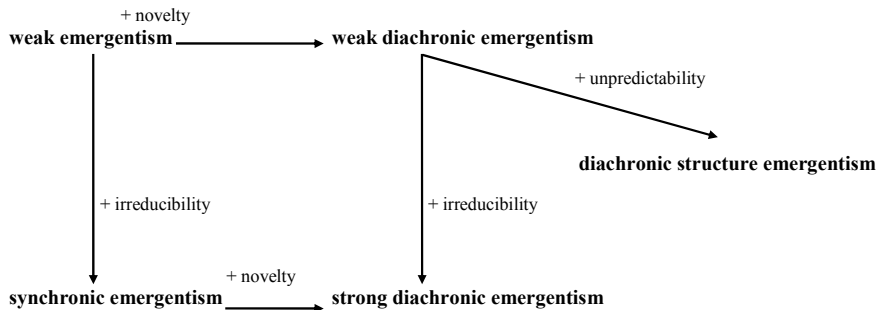 + novelty
weak emergentism
weak diachronic emergentism
+ unpredictability
diachronic structure emergentism
+ irreducibility
+ irreducibility
+ novelty
synchronic emergentism
strong diachronic emergentism